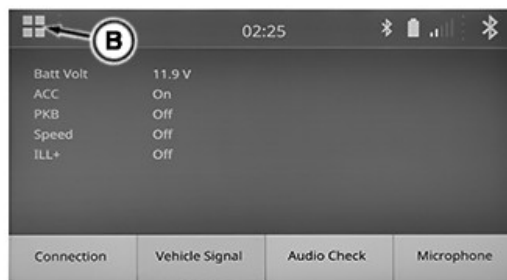 B
02:25
Batt Volt 11.9 V
ACC On
PKB Off
Speed Off
ILL+ Off
Connection Vehicle Signal Audio Check Microphone